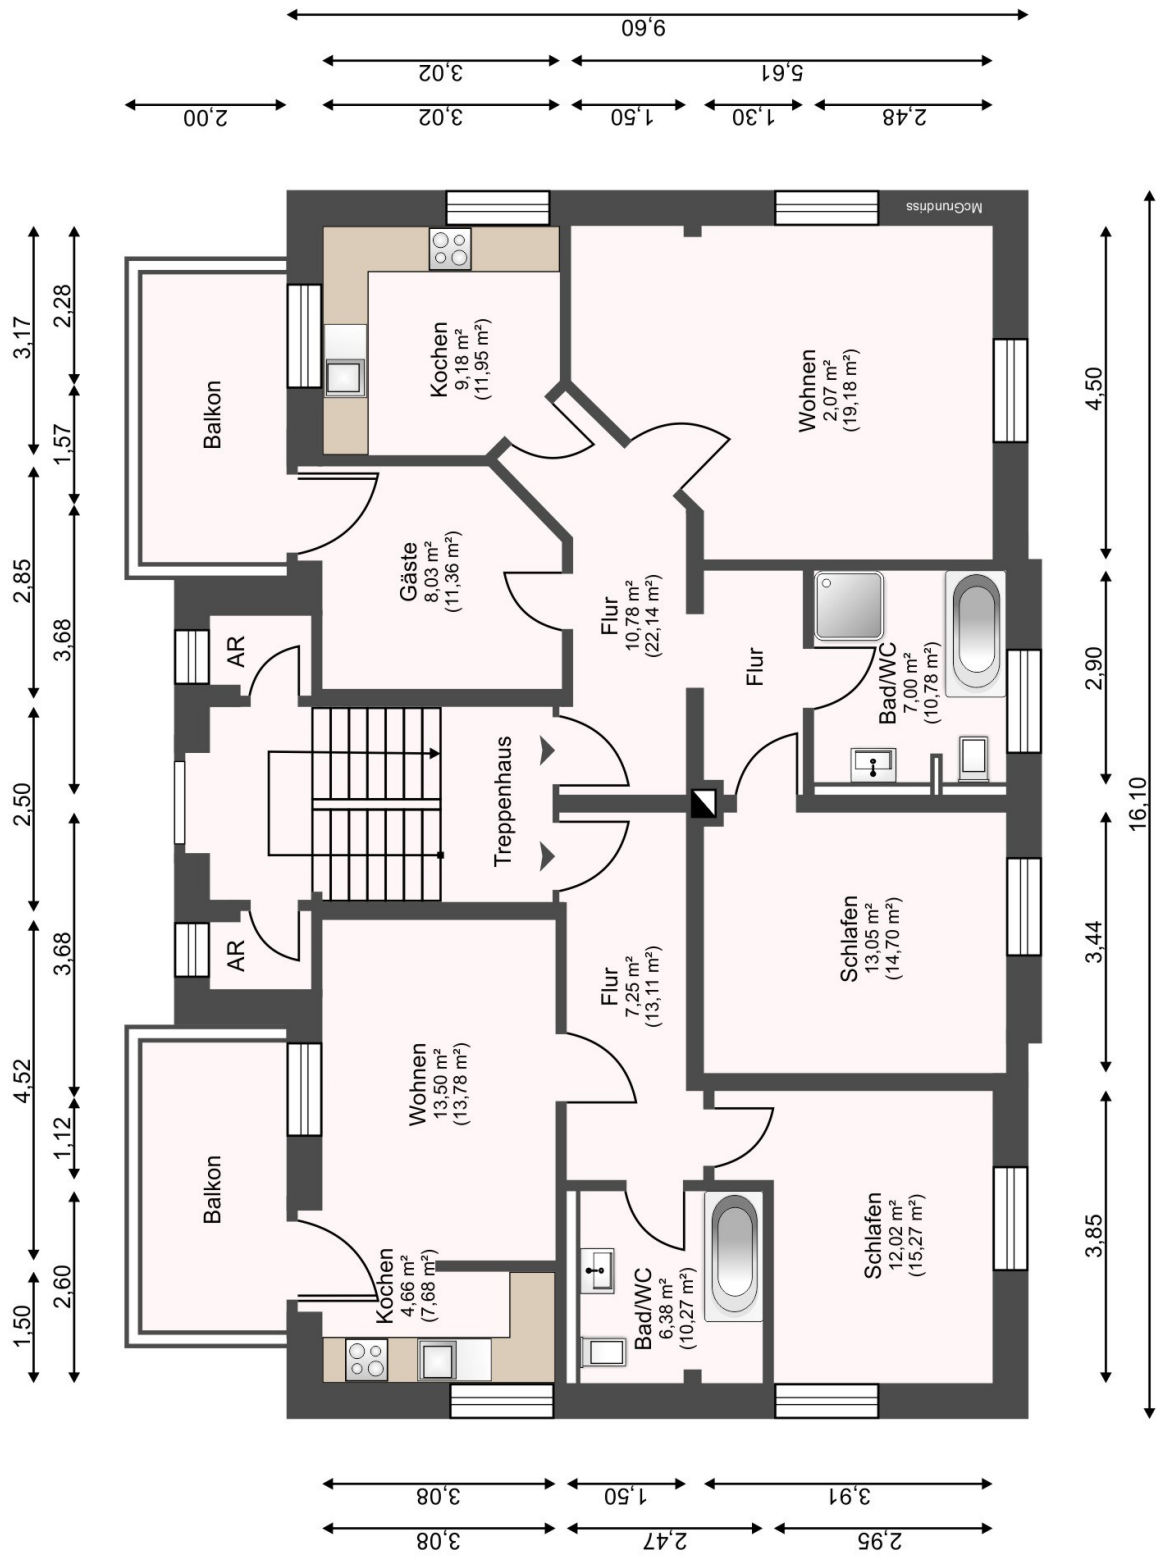 9,60
3,02
5,61
2,00
3,02
1,50
1,30
2,48
McGrundriss
3,17
2,85
2,50
4,52
1,50
2,28
1,57
3,68
3,68
1,12
2,60
Balkon
Kochen
9,18 m²
(11,95 m²)
Wohnen
2,07 m²
(19,18 m²)
Gäste
8,03 m²
(11,36 m²)
AR
Flur
10,78 m²
(22,14 m²)
Flur
Bad/WC
7,00 m²
(10,78 m²)
Treppenhaus
AR
Wohnen
13,50 m²
(13,78 m²)
Flur
7,25 m²
(13,11 m²)
Schlafen
13,05 m²
(14,70 m²)
Balkon
Kochen
4,66 m²
(7,68 m²)
Bad/WC
6,38 m²
(10,27 m²)
Schlafen
12,02 m²
(15,27 m²)
4,50
2,90
3,44
3,85
16,10
3,08
1,50
3,91
3,08
2,47
2,95